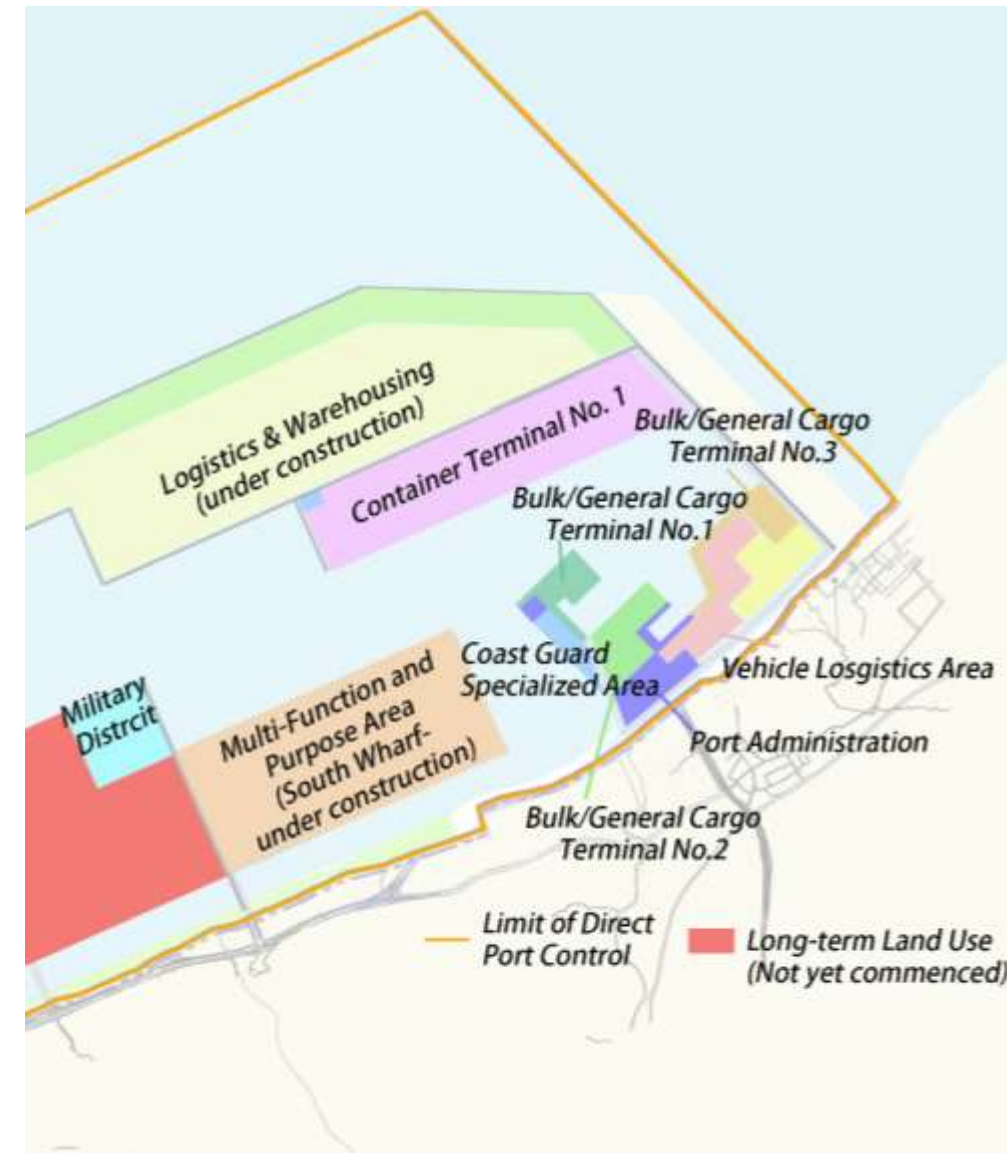 Logistics & Warehousing
(under construction)
Container Terminal No. 1
Bulk/General Cargo
Terminal No.3
Bulk/General Cargo
Terminal No.1
Coast Guard
Specialized Area
Vehicle Losgistics Area
Military
Distrcit
Multi-Function and
Purpose Area
(South Wharf-
under construction)
Port Administration
Bulk/General Cargo
Terminal No.2
Limit of Direct
Port Control
Long-term Land Use
(Not yet commenced)